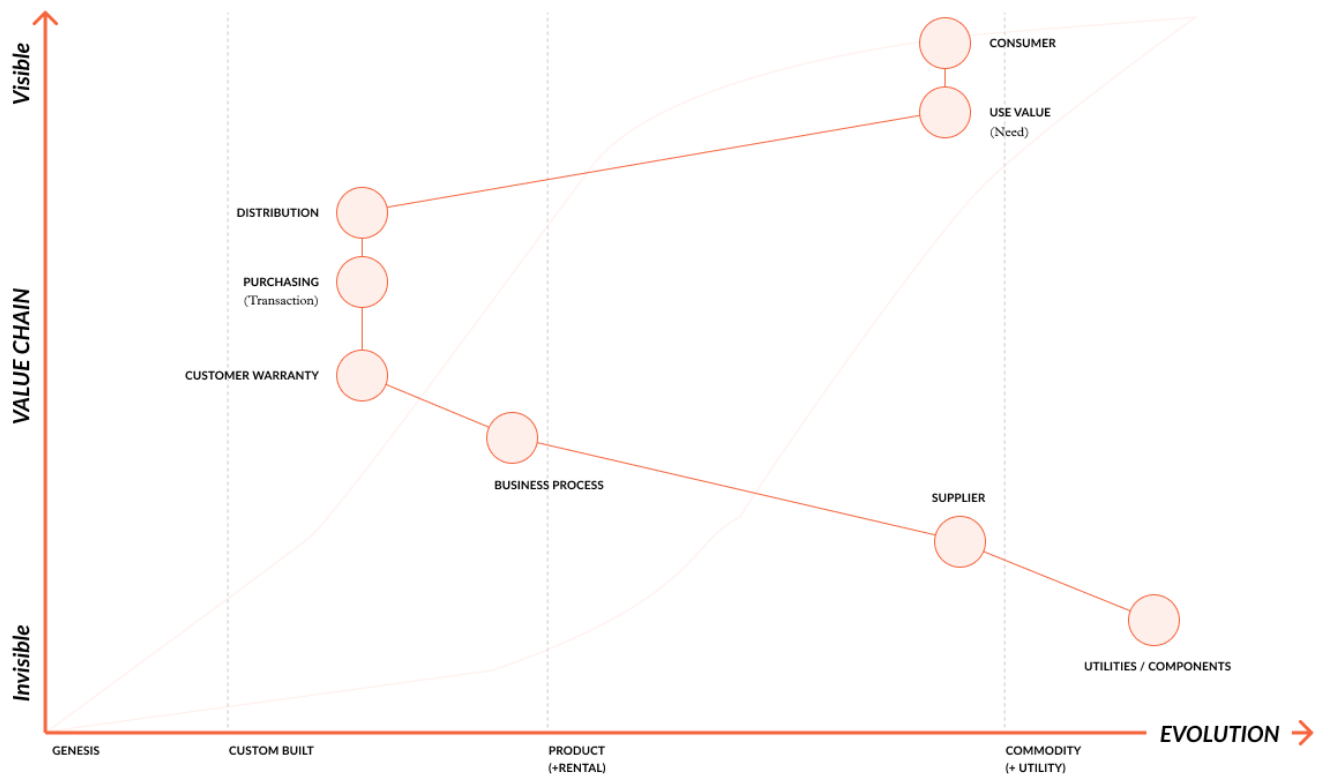 Visible
CONSUMER
USE VALUE
(Need)
DISTRIBUTION
PURCHASING
(Transaction)
VALUE CHAIN
CUSTOMER WARRANTY
BUSINESS PROCESS
SUPPLIER
Invisible
UTILITIES / COMPONENTS
EVOLUTION
GENESIS
CUSTOM BUILT
PRODUCT
(+RENTAL)
COMMODITY
(+ UTILITY)